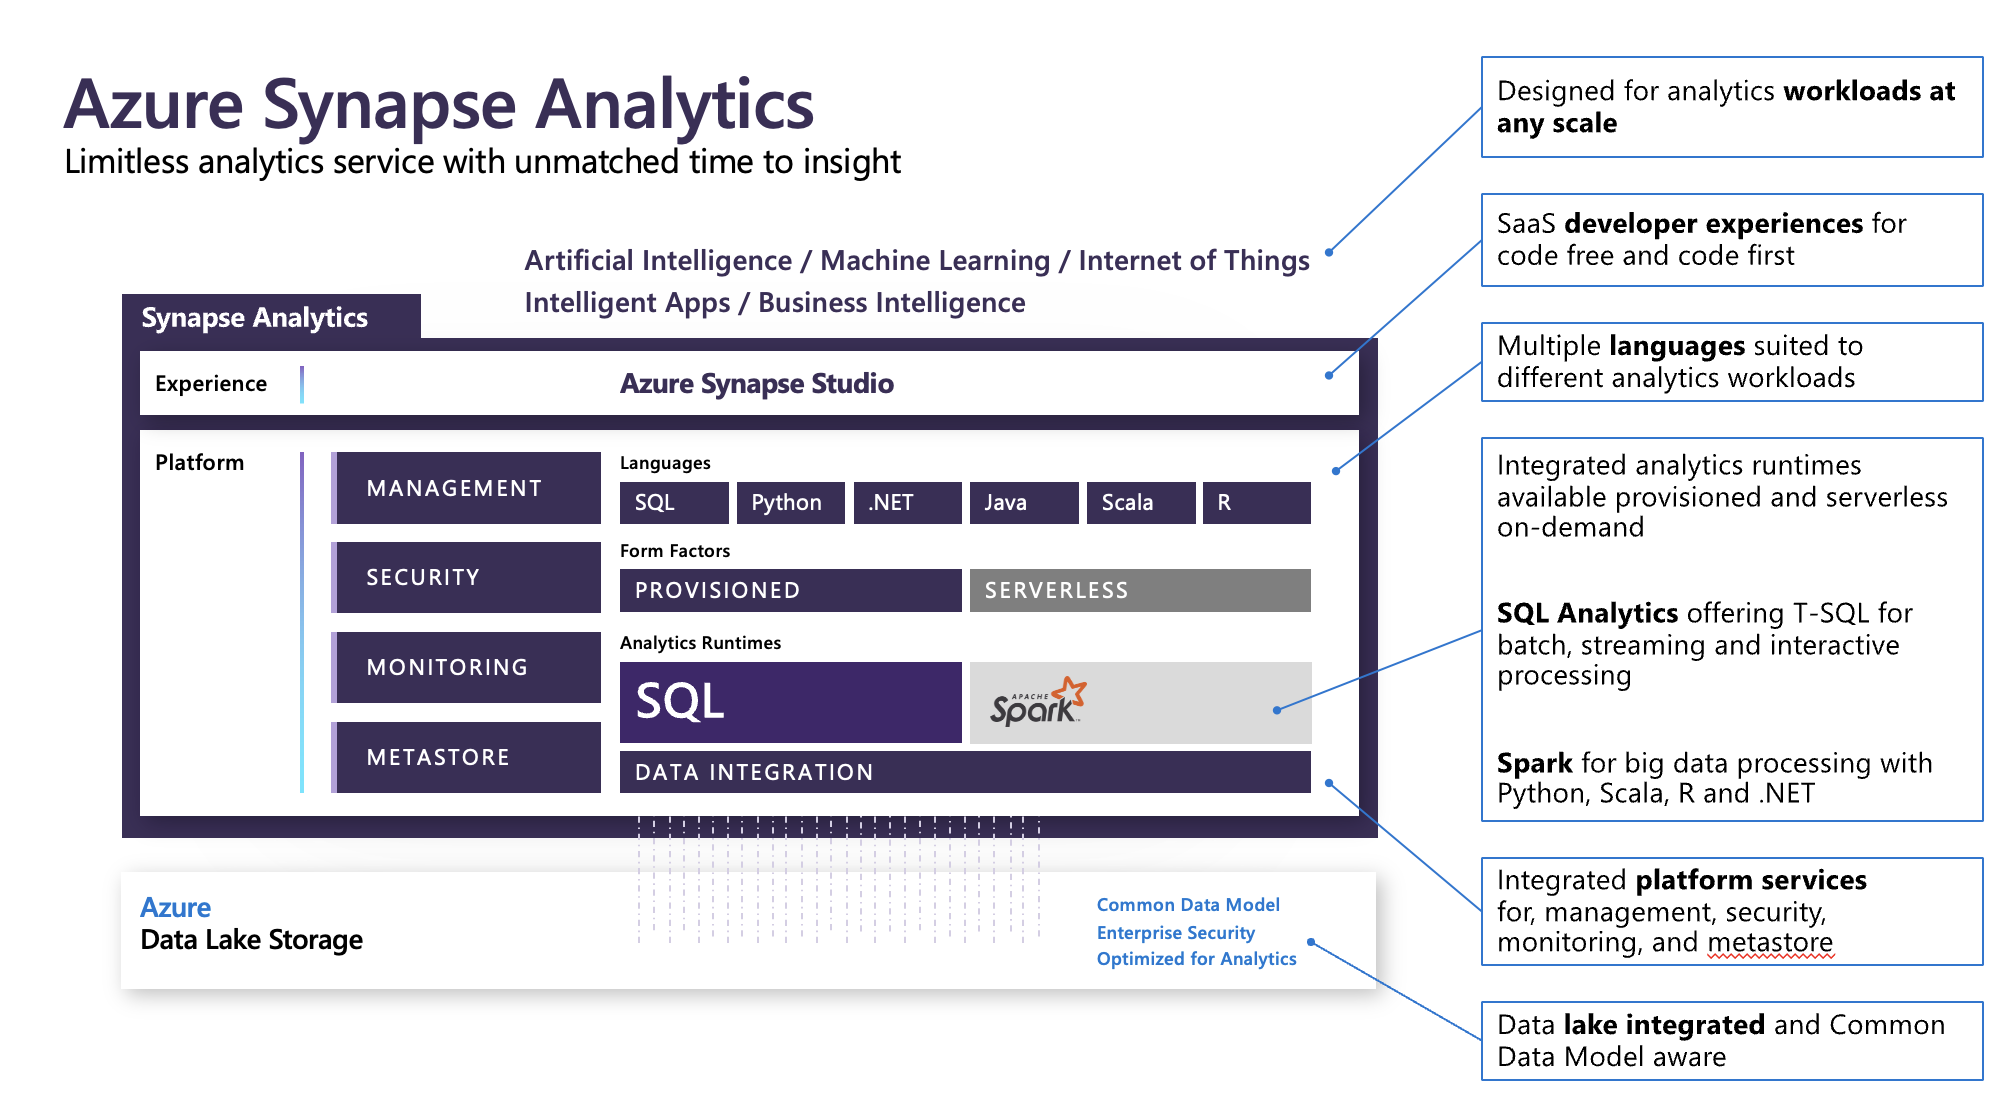 Azure Synapse Analytics
Limitless analytics service with unmatched time to insight
Artificial Intelligence / Machine Learning / Internet of Things
Intelligent Apps / Business Intelligence
Synapse Analytics
Experience
Azure Synapse Studio
Platform
MANAGEMENT
SECURITY
MONITORING
METASTORE
Languages
SQL
Python
.NET
Java
Scala
R
Form Factors
PROVISIONED
SERVERLESS
Analytics Runtimes
SQL
APACHE
Spark
DATA INTEGRATION
Azure
Data Lake Storage
Common Data Model
Enterprise Security
Optimized for Analytics
Designed for analytics workloads at
any scale
SaaS developer experiences for
code free and code first
Multiple languages suited to
different analytics workloads
Integrated analytics runtimes
available provisioned and serverless
on-demand
SQL Analytics offering T-SQL for
batch, streaming and interactive
processing
Spark for big data processing with
Python, Scala, R and .NET
Integrated platform services
for, management, security,
monitoring, and metastore
Data lake integrated and Common
Data Model aware